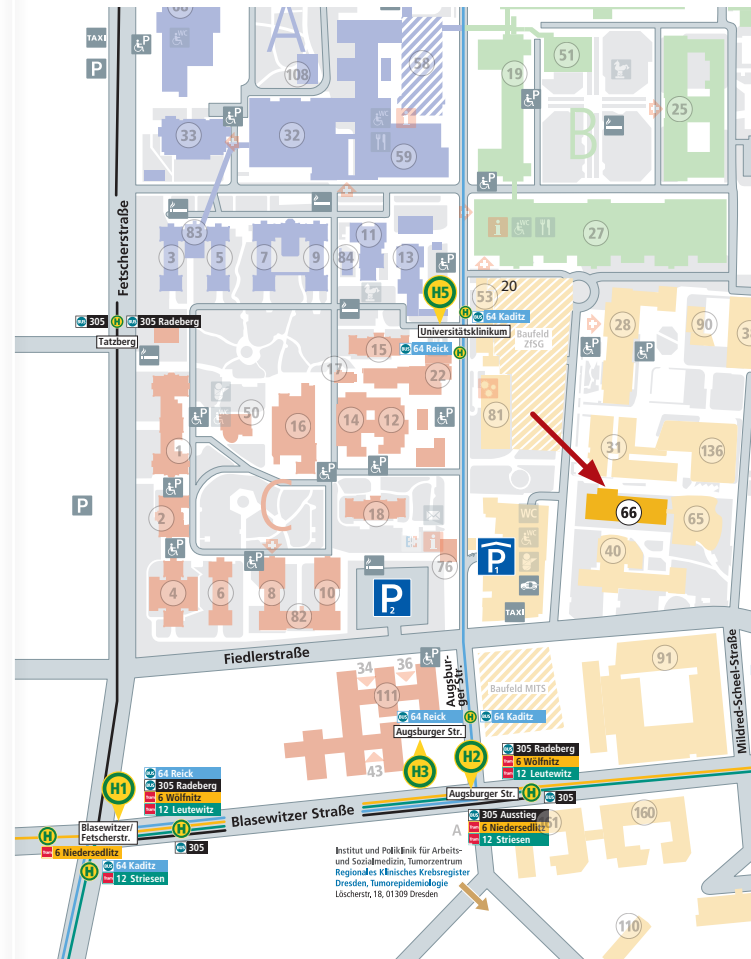 60
A
58
TAXI
P
108
19
51
25
B
33
32
59
WC
27
83
3
5
7
9
84
11
13
20
53
H5
64 Kaditz
Universitätsklinikum
Baufeld
ZfSG
28
90
Fetscherstraße
305
H
305 Radeberg
Tatzberg
15
64 Reick
H
17
22
50
16
14
12
81
31
136
1
P
2
C
18
66
65
WC
40
76
P1
4
6
8
10
82
P2
TAXI
Fiedlerstraße
34
36
111
Augsbur-
ger Str.
Baufeld MITS
91
Mildred-Scheel-Straße
64 Reick
H
64 Kaditz
Augsburger Str.
43
H3
H2
305 Radeberg
6 Wölfnitz
12 Leutewitz
64 Reick
305 Radeberg
6 Wölfnitz
12 Leutewitz
H1
Augsburger Str.
H
305
Blasewitzer Straße
Blasewitzer/
Fetscherstr.
H
H
305
6 Niedersedlitz
305 Ausstieg
6 Niedersedlitz
12 Striesen
161
160
A
64 Kaditz
H
12 Striesen
Institut und Poliklinik für Arbeits-
und Sozialmedizin, Tumorzentrum
Regionales Klinisches Krebsregister
Dresden, Tumorepidemiologie
Löscherstr, 18, 01309 Dresden
110